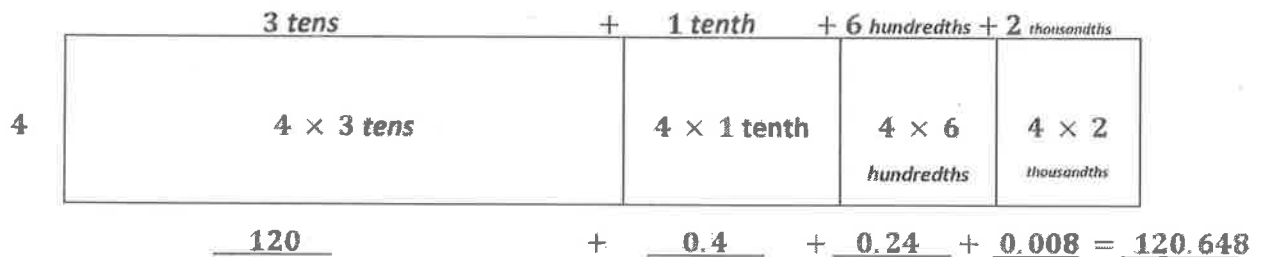 3 tens + 1 tenth + 6 hundredths + 2 thousandths
4 4 × 3 tens 4 × 1 tenth 4 × 6 4 × 2
hundredths thousandths
120 + 0.4 + 0.24 + 0.008 = 120.648